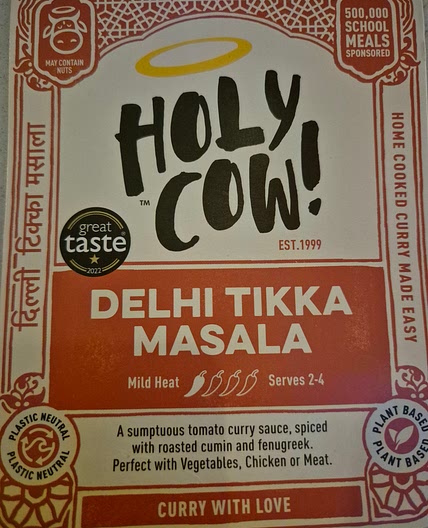 MAY CONTAIN
NUTS
500,000
SCHOOL
MEALS
SPONSORED
HOLY
COW!
TM
EST.1999
great
taste
2022
दिल्ली टिक्का मसाला
HOME COOKED CURRY MADE EASY
DELHI TIKKA
MASALA
Mild Heat Serves 2-4
PLASTIC NEUTRAL
PLASTIC NEUTRAL
A sumptuous tomato curry sauce, spiced
with roasted cumin and fenugreek.
Perfect with Vegetables, Chicken or Meat.
PLANT BASED
PLANT BASED
CURRY WITH LOVE